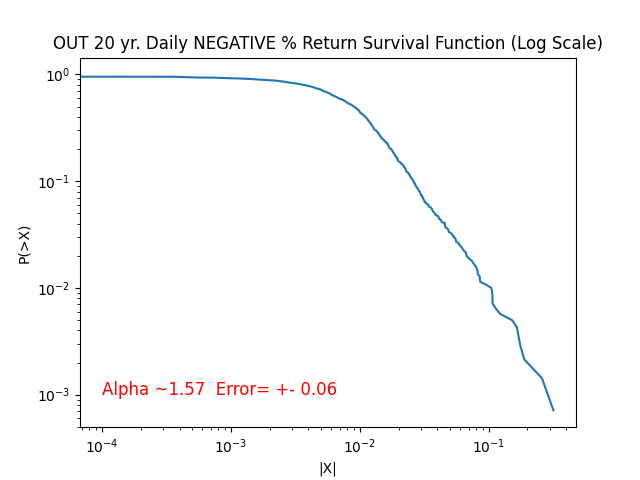 OUT 20 yr. Daily NEGATIVE % Return Survival Function (Log Scale)
10⁰
10⁻¹
10⁻²
10⁻³
P(>X)
Alpha ~1.57  Error= +- 0.06
10⁻⁴ 10⁻³ 10⁻² 10⁻¹
|X|